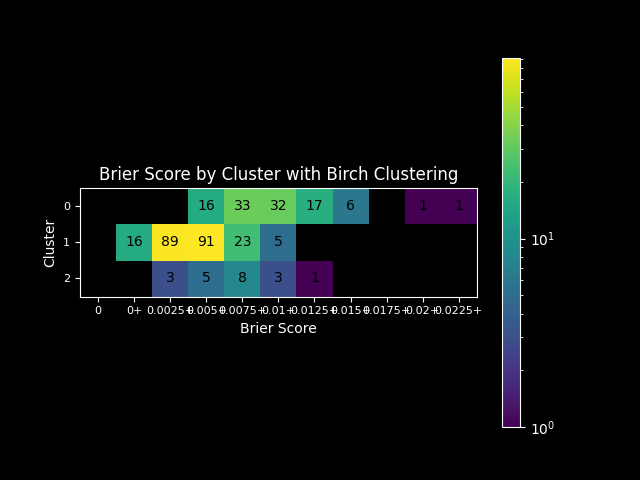 Brier Score by Cluster with Birch Clustering
0 16 33 32 17 6 1 1
1 16 89 91 23 5
2 3 5 8 3 1
Cluster
0 0+ 0.0025+ 0.005+ 0.0075+ 0.01+ 0.0125+ 0.015+ 0.0175+ 0.02+ 0.0225+
Brier Score
10¹
10⁰